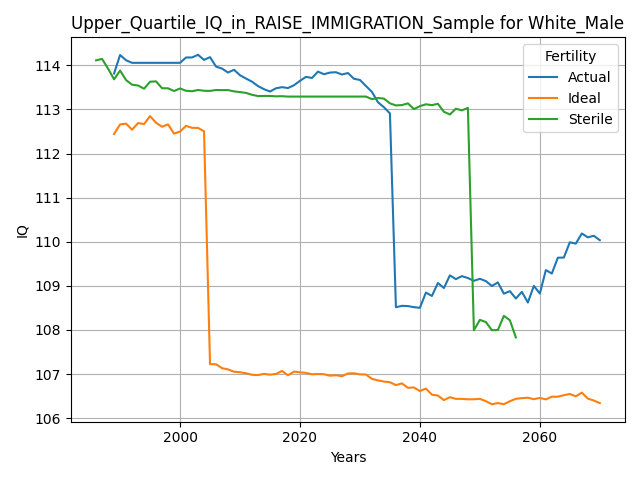 Upper_Quartile_IQ_in_RAISE_IMMIGRATION_Sample for White_Male
Fertility
Actual
Ideal
Sterile
IQ
114
113
112
111
110
109
108
107
106
2000
2020
2040
2060
Years